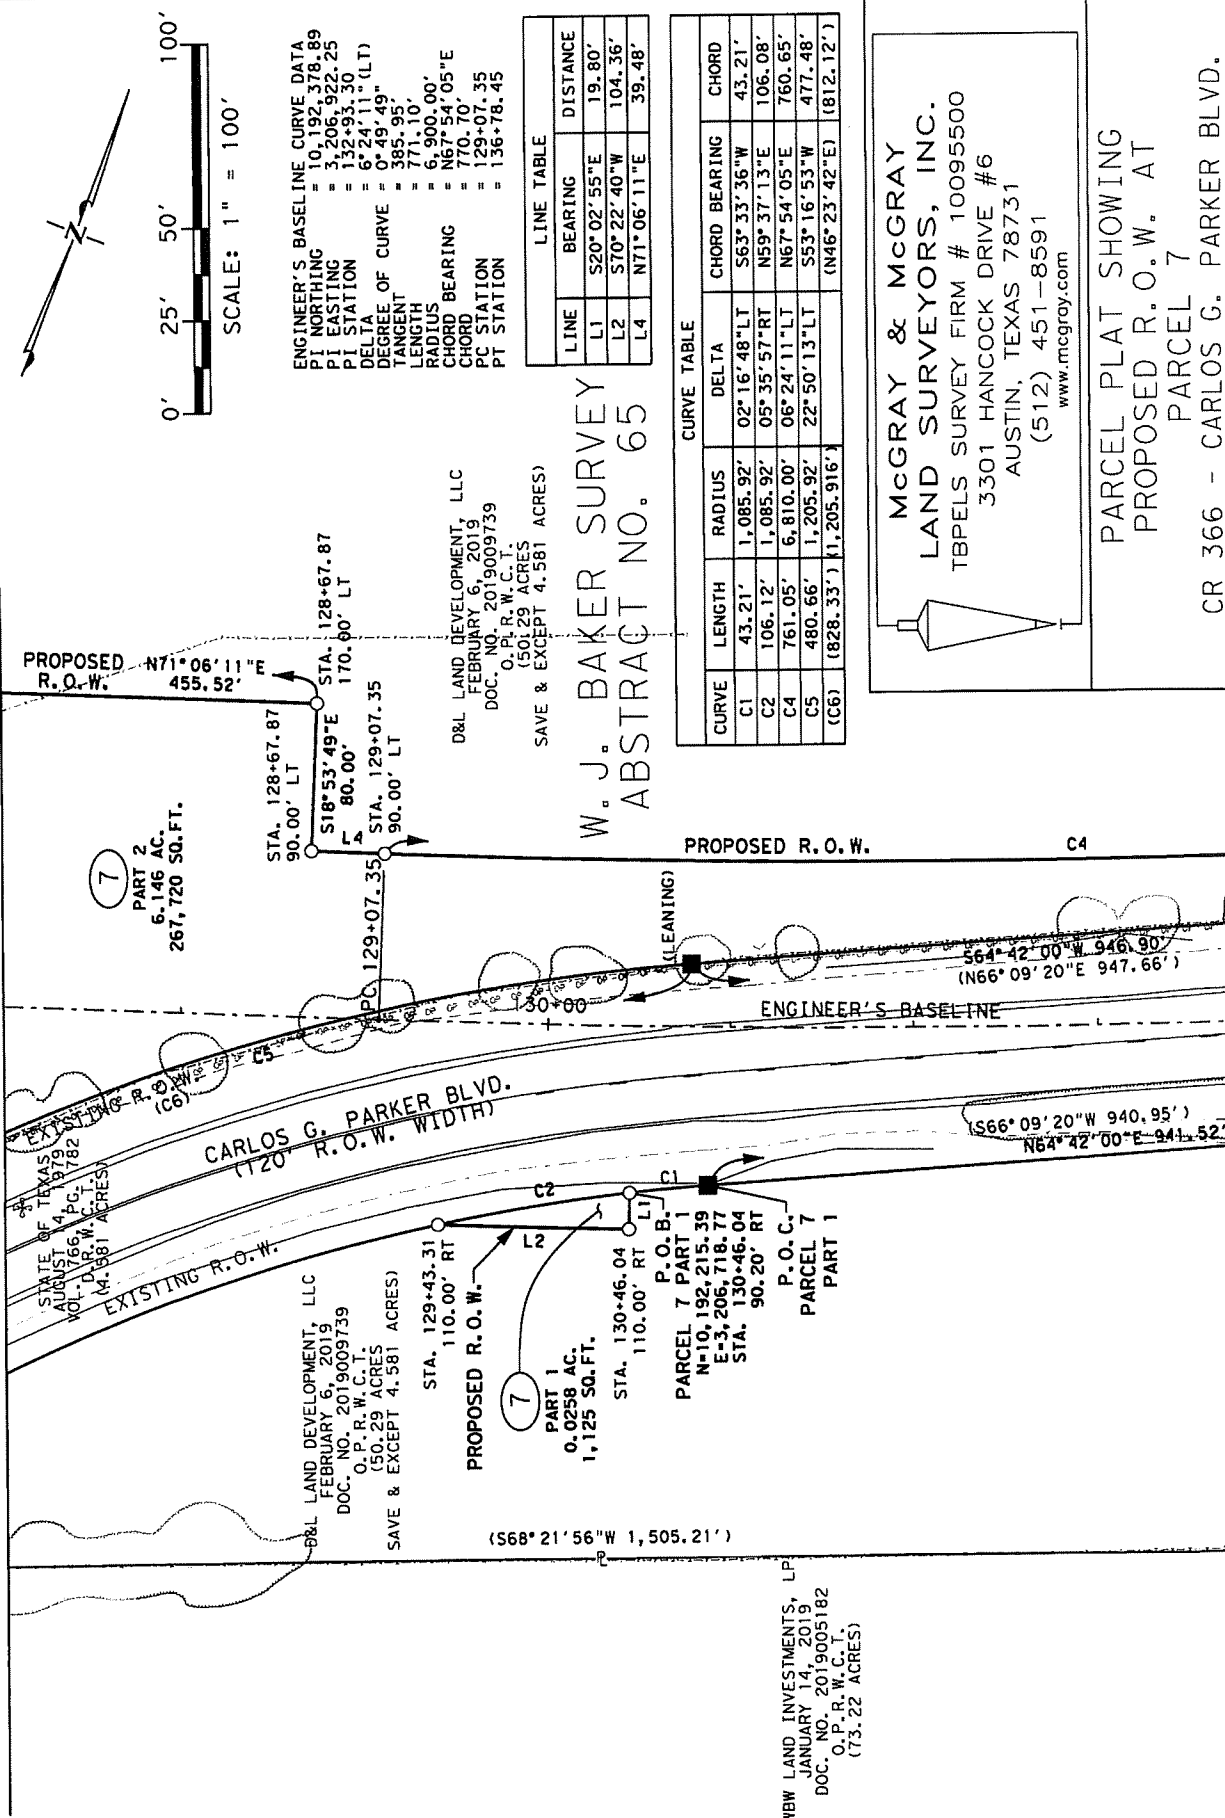 0' 25' 50' 100'
SCALE: 1" = 100'
N
ENGINEER'S BASELINE CURVE DATA
PI NORTHING = 10,192,378.89
PI EASTING = 3,206,922.25
PI STATION = 132+93.30
DELTA = 6°24'11"(LT)
DEGREE OF CURVE = 0°49'49"
TANGENT = 385.95'
LENGTH = 771.10'
RADIUS = 6,900.00'
CHORD BEARING = N67°54'05"E
CHORD = 770.70'
PC STATION = 129+07.35
PT STATION = 136+78.45
LINE TABLE
LINE BEARING DISTANCE
L1 S20°02'55"E 19.80'
L2 S70°22'40"W 104.36'
L4 N71°06'11"E 39.48'
PROPOSED
R.O.W.
N71°06'11"E
455.52'
STA. 128+67.87
170.00' LT
STA. 128+67.87
90.00' LT
S18°53'49"E
80.00'
L4
STA. 129+07.35
90.00' LT
7
PART 2
6.146 AC.
267,720 SQ.FT.
D&L LAND DEVELOPMENT, LLC
FEBRUARY 6, 2019
DOC. NO. 2019009739
O.P.R.W.C.T.
(50.29 ACRES
SAVE & EXCEPT 4.581 ACRES)
W. J. BAKER SURVEY
ABSTRACT NO. 65
CURVE TABLE
CURVE LENGTH RADIUS DELTA CHORD BEARING CHORD
C1 43.21' 1,085.92' 02°16'48"LT S63°33'36"W 43.21'
C2 106.12' 1,085.92' 05°35'57"RT N59°37'13"E 106.08'
C4 761.05' 6,810.00' 06°24'11"LT N67°54'05"E 760.65'
C5 480.66' 1,205.92' 22°50'13"LT S53°16'53"W 477.48'
(C6) (828.33') (1,205.916') (N46°23'42"E) (812.12')
PROPOSED R.O.W.
C4
PC 129+07.35
(LEANING)
130+00
ENGINEER'S BASELINE
S64°42'00"W 946.90'
(N66°09'20"E 947.66')
C5
EXISTING R.O.W.
(C6)
CARLOS G. PARKER BLVD.
(120' R.O.W. WIDTH)
STATE OF TEXAS
AUGUST 14, 1979
VOL. 766, PG. 782
D.R.W.C.T.
(4.581 ACRES)
EXISTING R.O.W.
(S66°09'20"W 940.95')
N64°42'00"E 941.52'
C2
C1
L1
L2
STA. 129+43.31
110.00' RT
PROPOSED R.O.W.
7
PART 1
0.0258 AC.
1,125 SQ.FT.
STA. 130+46.04
110.00' RT
P.O.B.
PARCEL 7 PART 1
N=10,192,215.39
E=3,206,718.77
STA. 130+46.04
90.20' RT
P.O.C.
PARCEL 7
PART 1
D&L LAND DEVELOPMENT, LLC
FEBRUARY 6, 2019
DOC. NO. 2019009739
O.P.R.W.C.T.
(50.29 ACRES
SAVE & EXCEPT 4.581 ACRES)
(S68°21'56"W 1,505.21')
PL
WBW LAND INVESTMENTS, LP
JANUARY 14, 2019
DOC. NO. 2019005182
O.P.R.W.C.T.
(73.22 ACRES)
McGRAY & McGRAY
LAND SURVEYORS, INC.
TBPELS SURVEY FIRM # 10095500
3301 HANCOCK DRIVE #6
AUSTIN, TEXAS 78731
(512) 451-8591
www.mcgray.com
PARCEL PLAT SHOWING
PROPOSED R.O.W. AT
PARCEL 7
CR 366 - CARLOS G. PARKER BLVD.